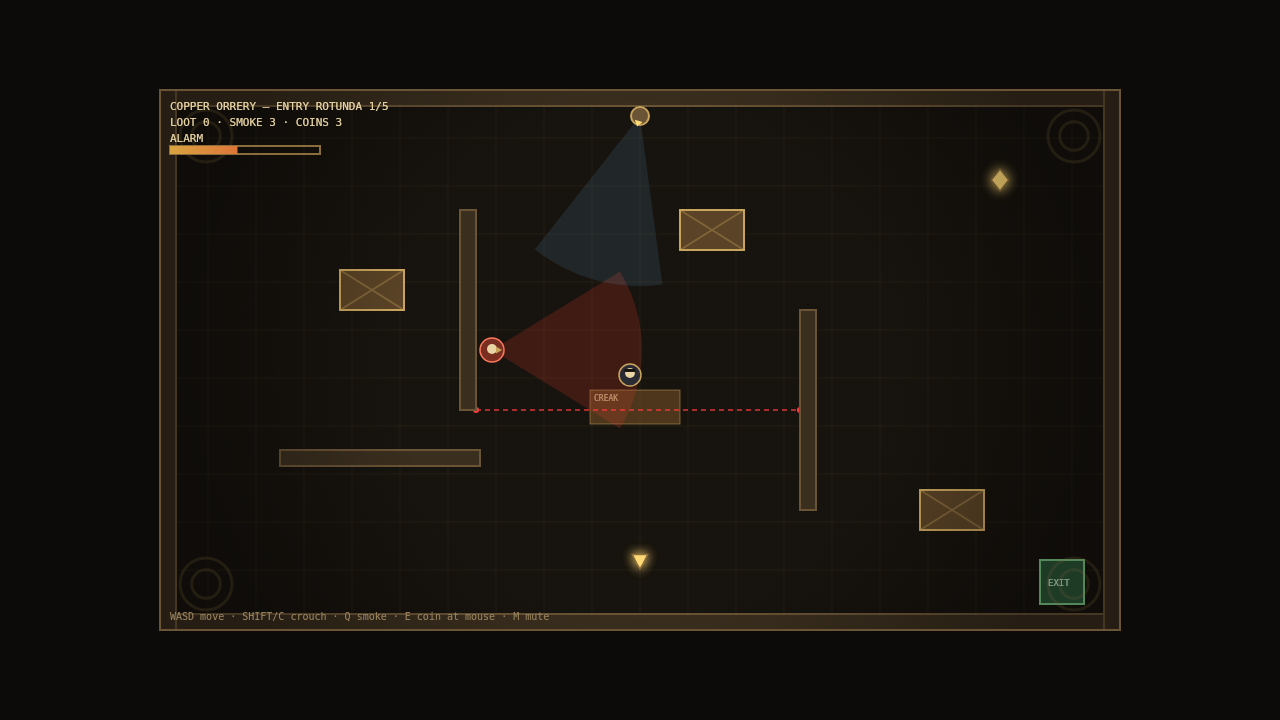 COPPER ORRERY — ENTRY ROTUNDA 1/5
LOOT 0 · SMOKE 3 · COINS 3
ALARM
CREAK
EXIT
WASD move · SHIFT/C crouch · Q smoke · E coin at mouse · M mute